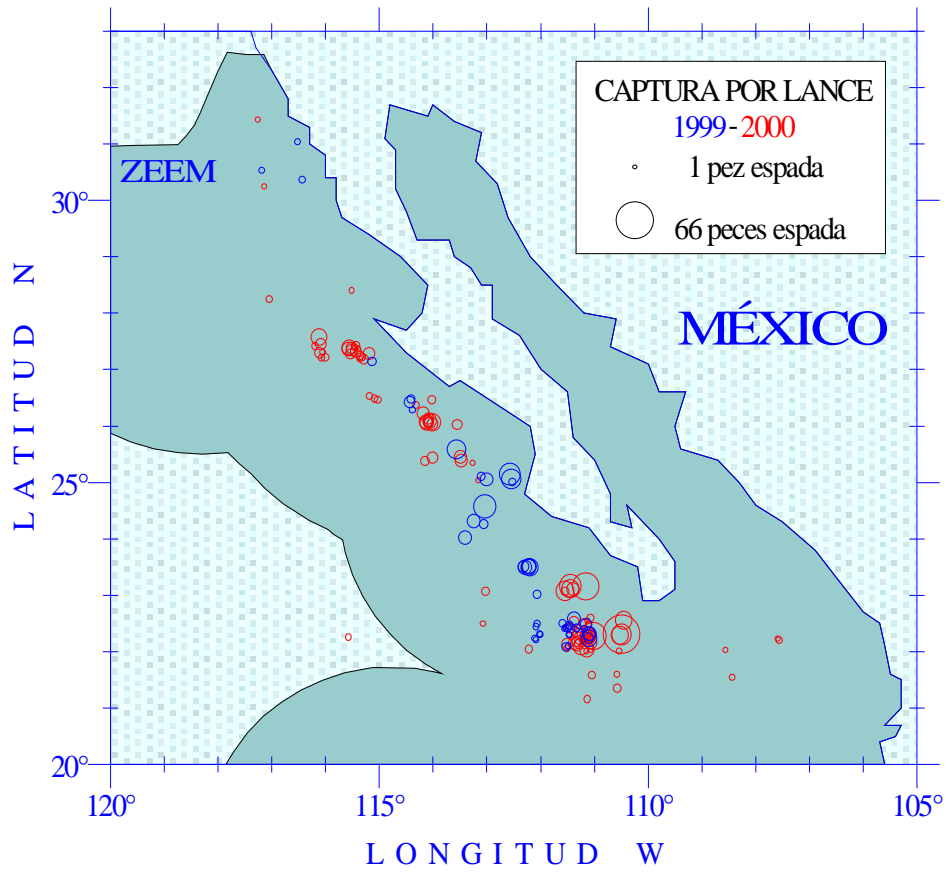 CAPTURA POR LANCE
1999-2000
1 pez espada
66 peces espada
ZEEM
MÉXICO
30°
25°
20°
LATITUD N
120°
115°
110°
105°
LONGITUD W